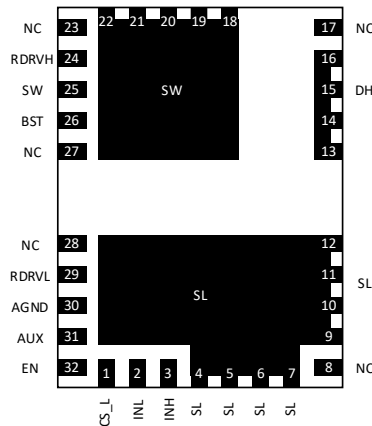 22 21 20 19 18
NC 23
17 NC
RDRVH 24
16
SW 25
SW
15 DH
BST 26
14
NC 27
13
NC 28
12
RDRVL 29
11
SL
SL
AGND 30
10
AUX 31
9
EN 32
1 2 3 4 5 6 7
8 NC
CS_L INL INH SL SL SL SL